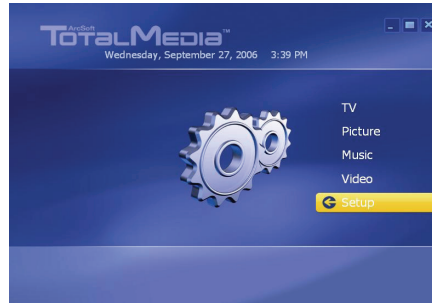 ArcSoft
TOTALMEDIA™
Wednesday, September 27, 2006 3:39 PM
TV
Picture
Music
Video
Setup